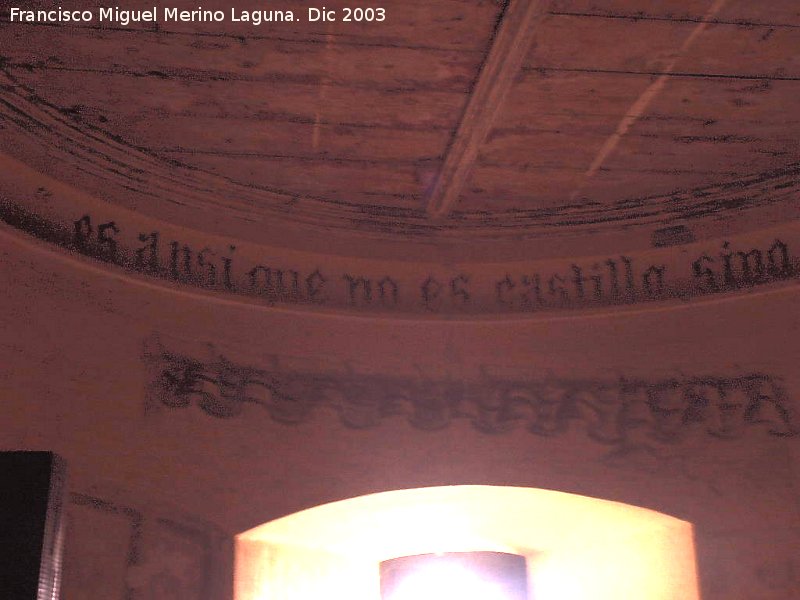 Francisco Miguel Merino Laguna. Dic 2003
es ansi que no es castilla sino